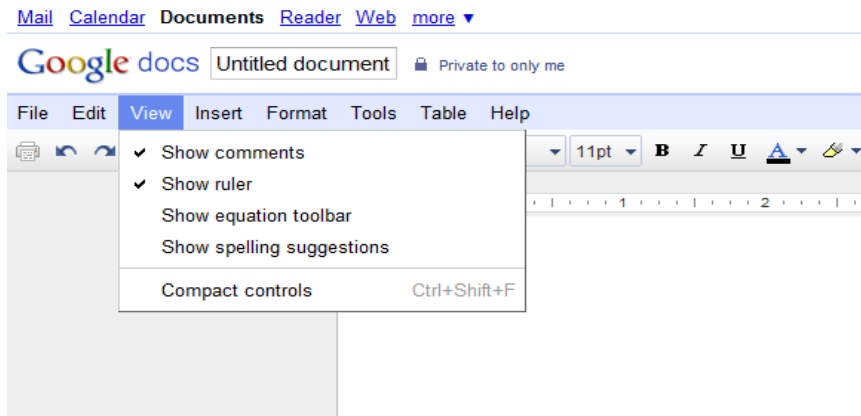 Mail Calendar Documents Reader Web more ▼
Google docs Untitled document Private to only me
File Edit View Insert Format Tools Table Help
11pt B I U A
✔ Show comments
✔ Show ruler
Show equation toolbar
Show spelling suggestions
Compact controls Ctrl+Shift+F
1 2